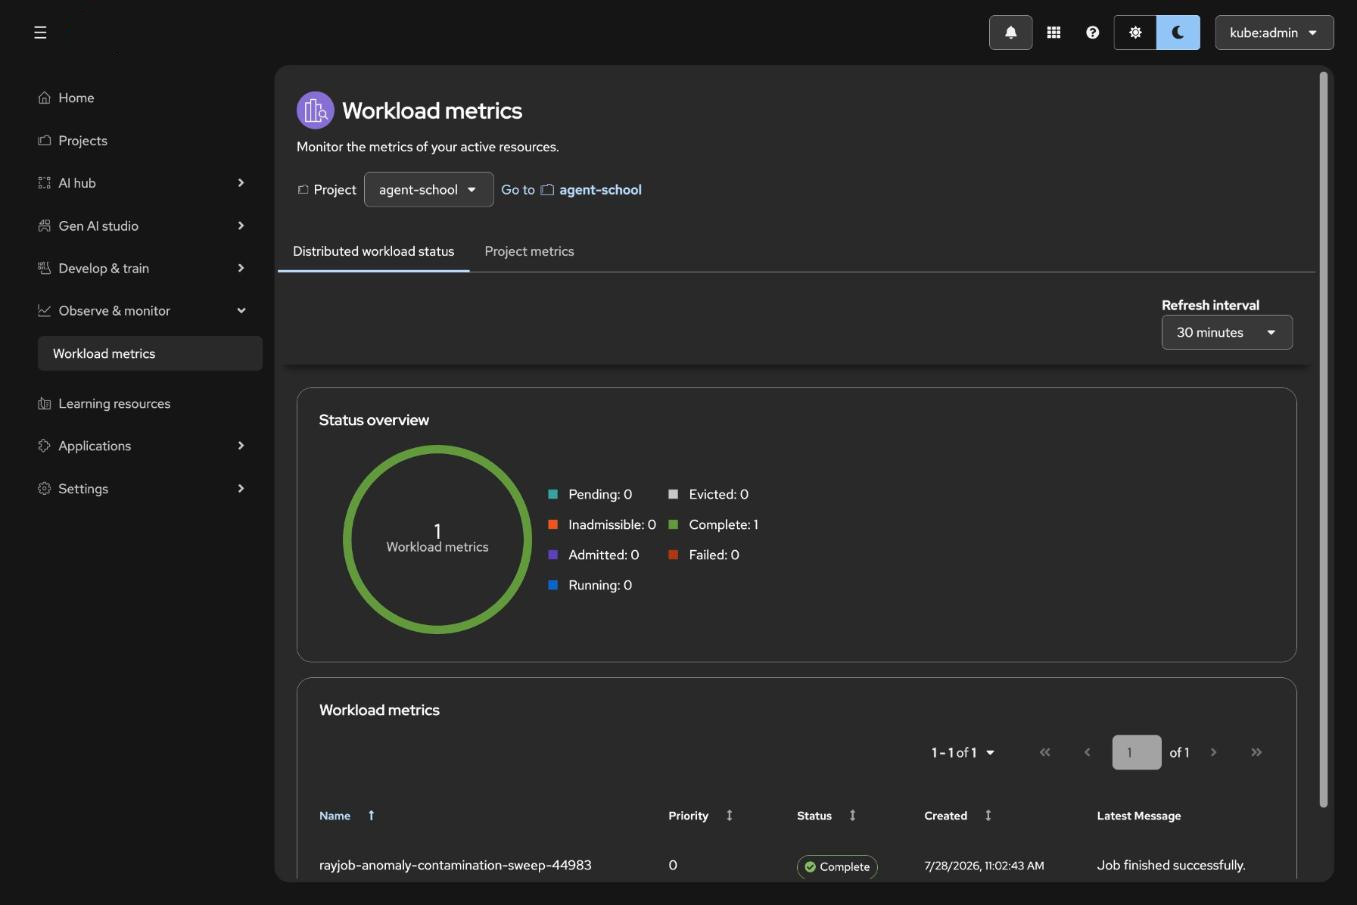 kube:admin
Home
Projects
AI hub
Gen AI studio
Develop & train
Observe & monitor
Workload metrics
Learning resources
Applications
Settings
Workload metrics
Monitor the metrics of your active resources.
Project agent-school Go to agent-school
Distributed workload status Project metrics
Refresh interval
30 minutes
Status overview
1
Workload metrics
Pending: 0 Evicted: 0
Inadmissible: 0 Complete: 1
Admitted: 0 Failed: 0
Running: 0
Workload metrics
1 - 1 of 1 1 of 1
Name Priority Status Created Latest Message
rayjob-anomaly-contamination-sweep-44983 0 Complete 7/28/2026, 11:02:43 AM Job finished successfully.